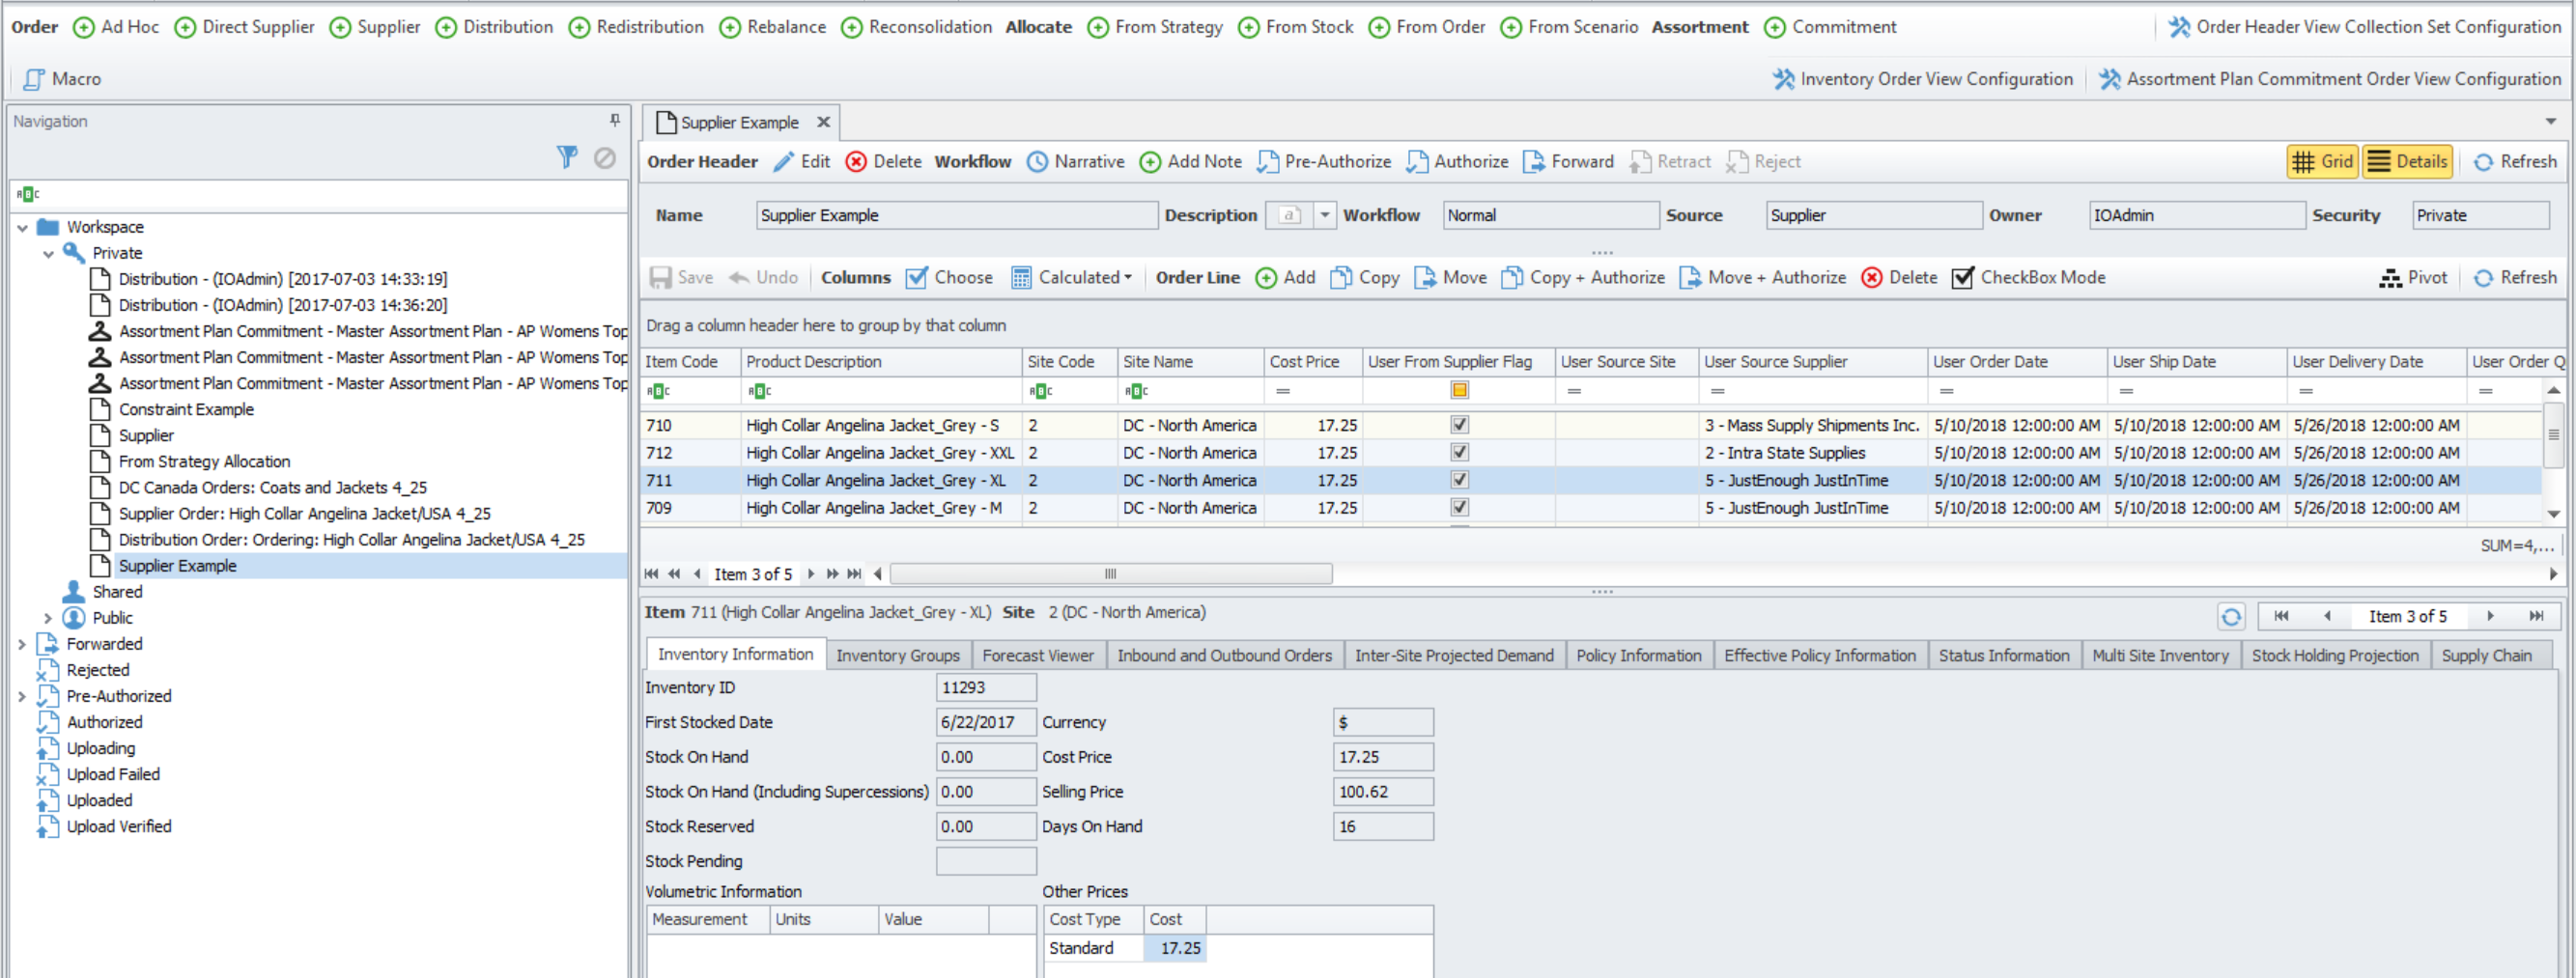 Order Ad Hoc Direct Supplier Supplier Distribution Redistribution Rebalance Reconsolidation Allocate From Strategy From Stock From Order From Scenario Assortment Commitment Order Header View Collection Set Configuration
Macro Inventory Order View Configuration Assortment Plan Commitment Order View Configuration
Navigation
ABC
Workspace
Private
Distribution - (IOAdmin) [2017-07-03 14:33:19]
Distribution - (IOAdmin) [2017-07-03 14:36:20]
Assortment Plan Commitment - Master Assortment Plan - AP Womens Top
Assortment Plan Commitment - Master Assortment Plan - AP Womens Top
Assortment Plan Commitment - Master Assortment Plan - AP Womens Top
Constraint Example
Supplier
From Strategy Allocation
DC Canada Orders: Coats and Jackets 4_25
Supplier Order: High Collar Angelina Jacket/USA 4_25
Distribution Order: Ordering: High Collar Angelina Jacket/USA 4_25
Supplier Example
Shared
Public
Forwarded
Rejected
Pre-Authorized
Authorized
Uploading
Upload Failed
Uploaded
Upload Verified
Supplier Example
Order Header Edit Delete Workflow Narrative Add Note Pre-Authorize Authorize Forward Retract Reject Grid Details Refresh
Name Supplier Example Description a Workflow Normal Source Supplier Owner IOAdmin Security Private
Save Undo Columns Choose Calculated Order Line Add Copy Move Copy + Authorize Move + Authorize Delete CheckBox Mode Pivot Refresh
Drag a column header here to group by that column
Item Code Product Description Site Code Site Name Cost Price User From Supplier Flag User Source Site User Source Supplier User Order Date User Ship Date User Delivery Date User Order Q
ABC ABC ABC ABC = = = = = = =
710 High Collar Angelina Jacket_Grey - S 2 DC - North America 17.25 3 - Mass Supply Shipments Inc. 5/10/2018 12:00:00 AM 5/10/2018 12:00:00 AM 5/26/2018 12:00:00 AM
712 High Collar Angelina Jacket_Grey - XXL 2 DC - North America 17.25 2 - Intra State Supplies 5/10/2018 12:00:00 AM 5/10/2018 12:00:00 AM 5/26/2018 12:00:00 AM
711 High Collar Angelina Jacket_Grey - XL 2 DC - North America 17.25 5 - JustEnough JustInTime 5/10/2018 12:00:00 AM 5/10/2018 12:00:00 AM 5/26/2018 12:00:00 AM
709 High Collar Angelina Jacket_Grey - M 2 DC - North America 17.25 5 - JustEnough JustInTime 5/10/2018 12:00:00 AM 5/10/2018 12:00:00 AM 5/26/2018 12:00:00 AM
SUM=4,...
Item 3 of 5
Item 711 (High Collar Angelina Jacket_Grey - XL) Site 2 (DC - North America) Item 3 of 5
Inventory Information Inventory Groups Forecast Viewer Inbound and Outbound Orders Inter-Site Projected Demand Policy Information Effective Policy Information Status Information Multi Site Inventory Stock Holding Projection Supply Chain
Inventory ID 11293
First Stocked Date 6/22/2017 Currency $
Stock On Hand 0.00 Cost Price 17.25
Stock On Hand (Including Supercessions) 0.00 Selling Price 100.62
Stock Reserved 0.00 Days On Hand 16
Stock Pending
Volumetric Information Other Prices
Measurement Units Value Cost Type Cost
Standard 17.25